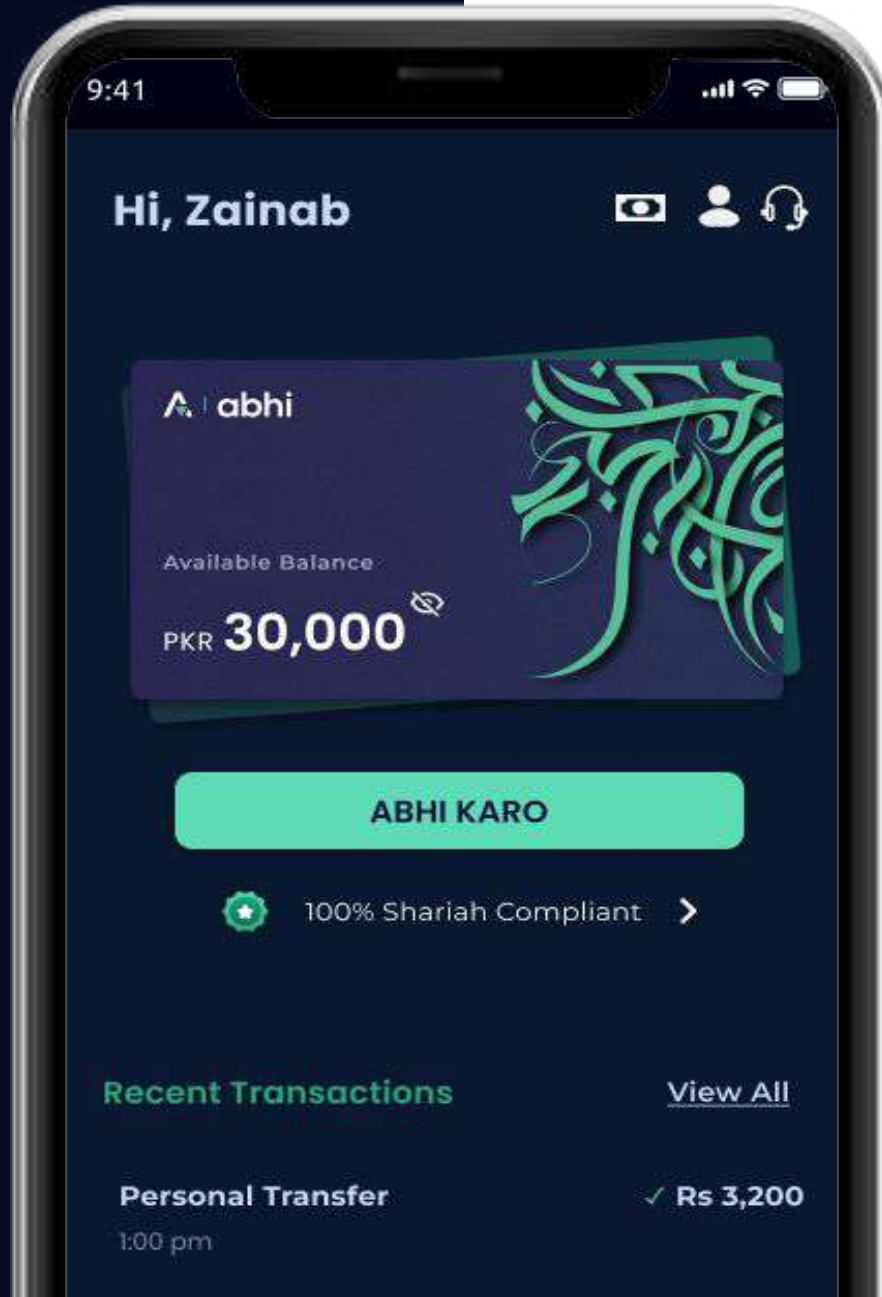 9:41
Hi, Zainab
abhi
Available Balance
PKR 30,000
ABHI KARO
100% Shariah Compliant
Recent Transactions
View All
Personal Transfer
✓ Rs 3,200
1:00 pm